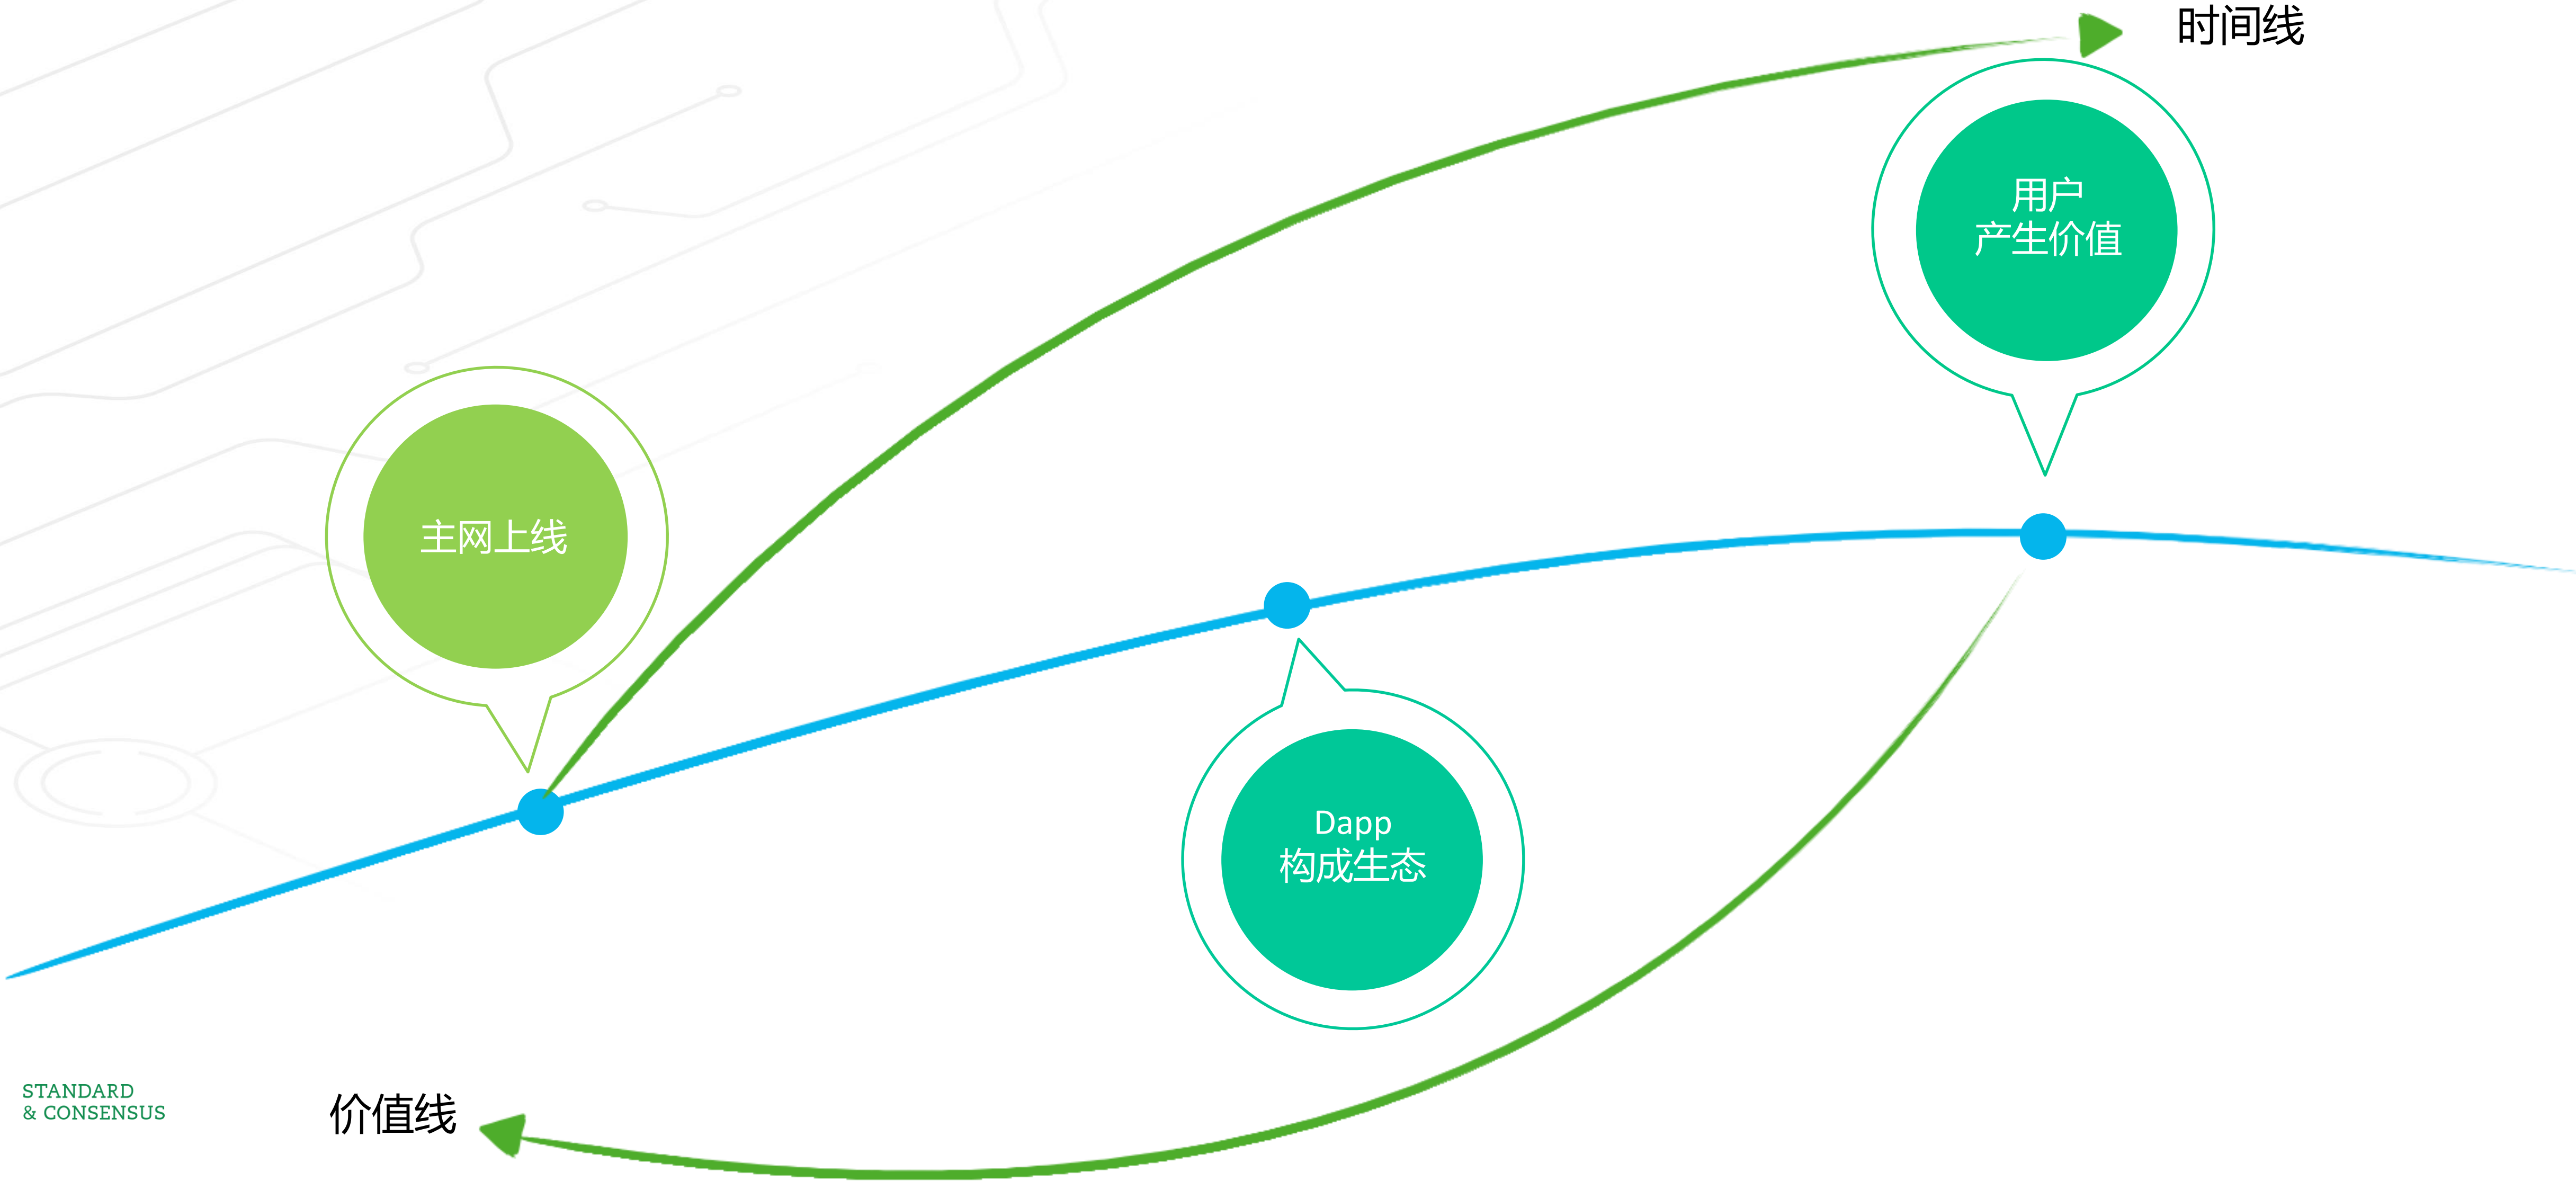 时间线
用户
产生价值
主网上线
Dapp
构成生态
STANDARD
& CONSENSUS
价值线